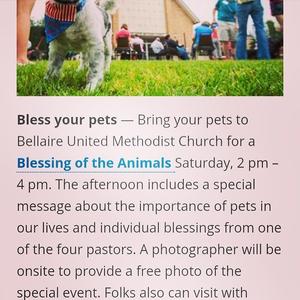 Bless your pets — Bring your pets to
Bellaire United Methodist Church for a
Blessing of the Animals Saturday, 2 pm –
4 pm. The afternoon includes a special
message about the importance of pets in
our lives and individual blessings from one
of the four pastors. A photographer will be
onsite to provide a free photo of the
special event. Folks also can visit with